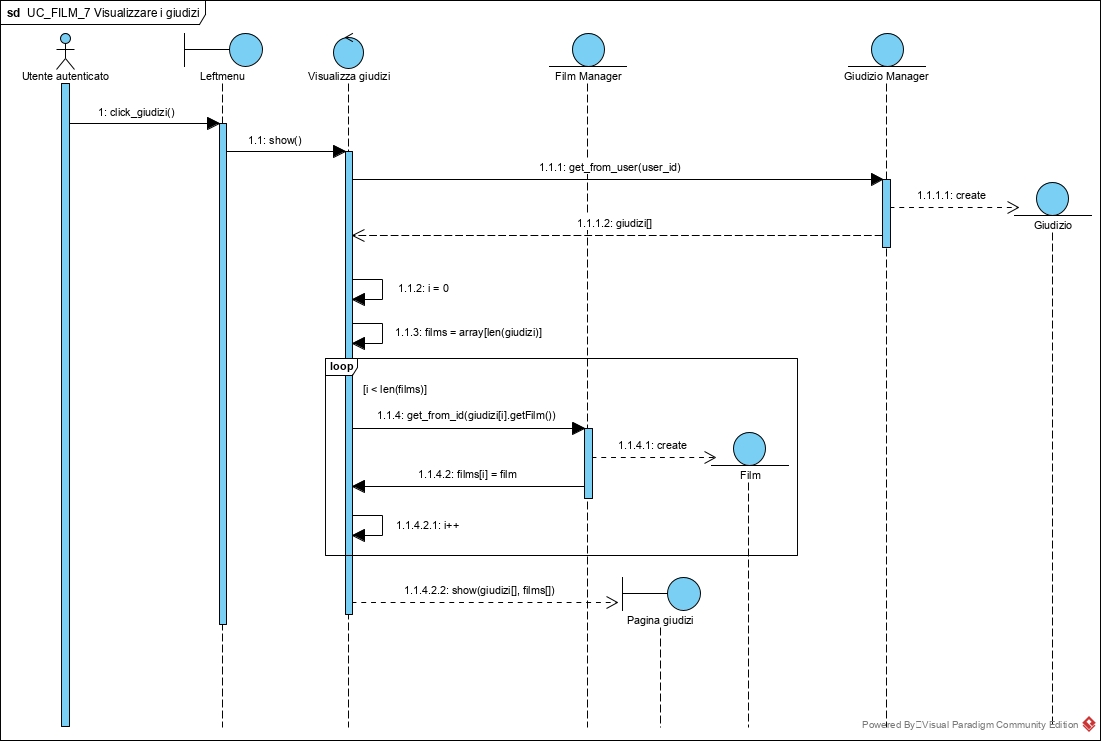 sd UC_FILM_7 Visualizzare i giudizi
Utente autenticato
Leftmenu
Visualizza giudizi
Film Manager
Giudizio Manager
1: click_giudizi()
1.1: show()
1.1.1: get_from_user(user_id)
1.1.1.1: create
Giudizio
1.1.1.2: giudizi[]
1.1.2: i = 0
1.1.3: films = array[len(giudizi)]
loop
[i < len(films)]
1.1.4: get_from_id(giudizi[i].getFilm())
1.1.4.1: create
Film
1.1.4.2: films[i] = film
1.1.4.2.1: i++
1.1.4.2.2: show(giudizi[], films[])
Pagina giudizi
Powered By Visual Paradigm Community Edition